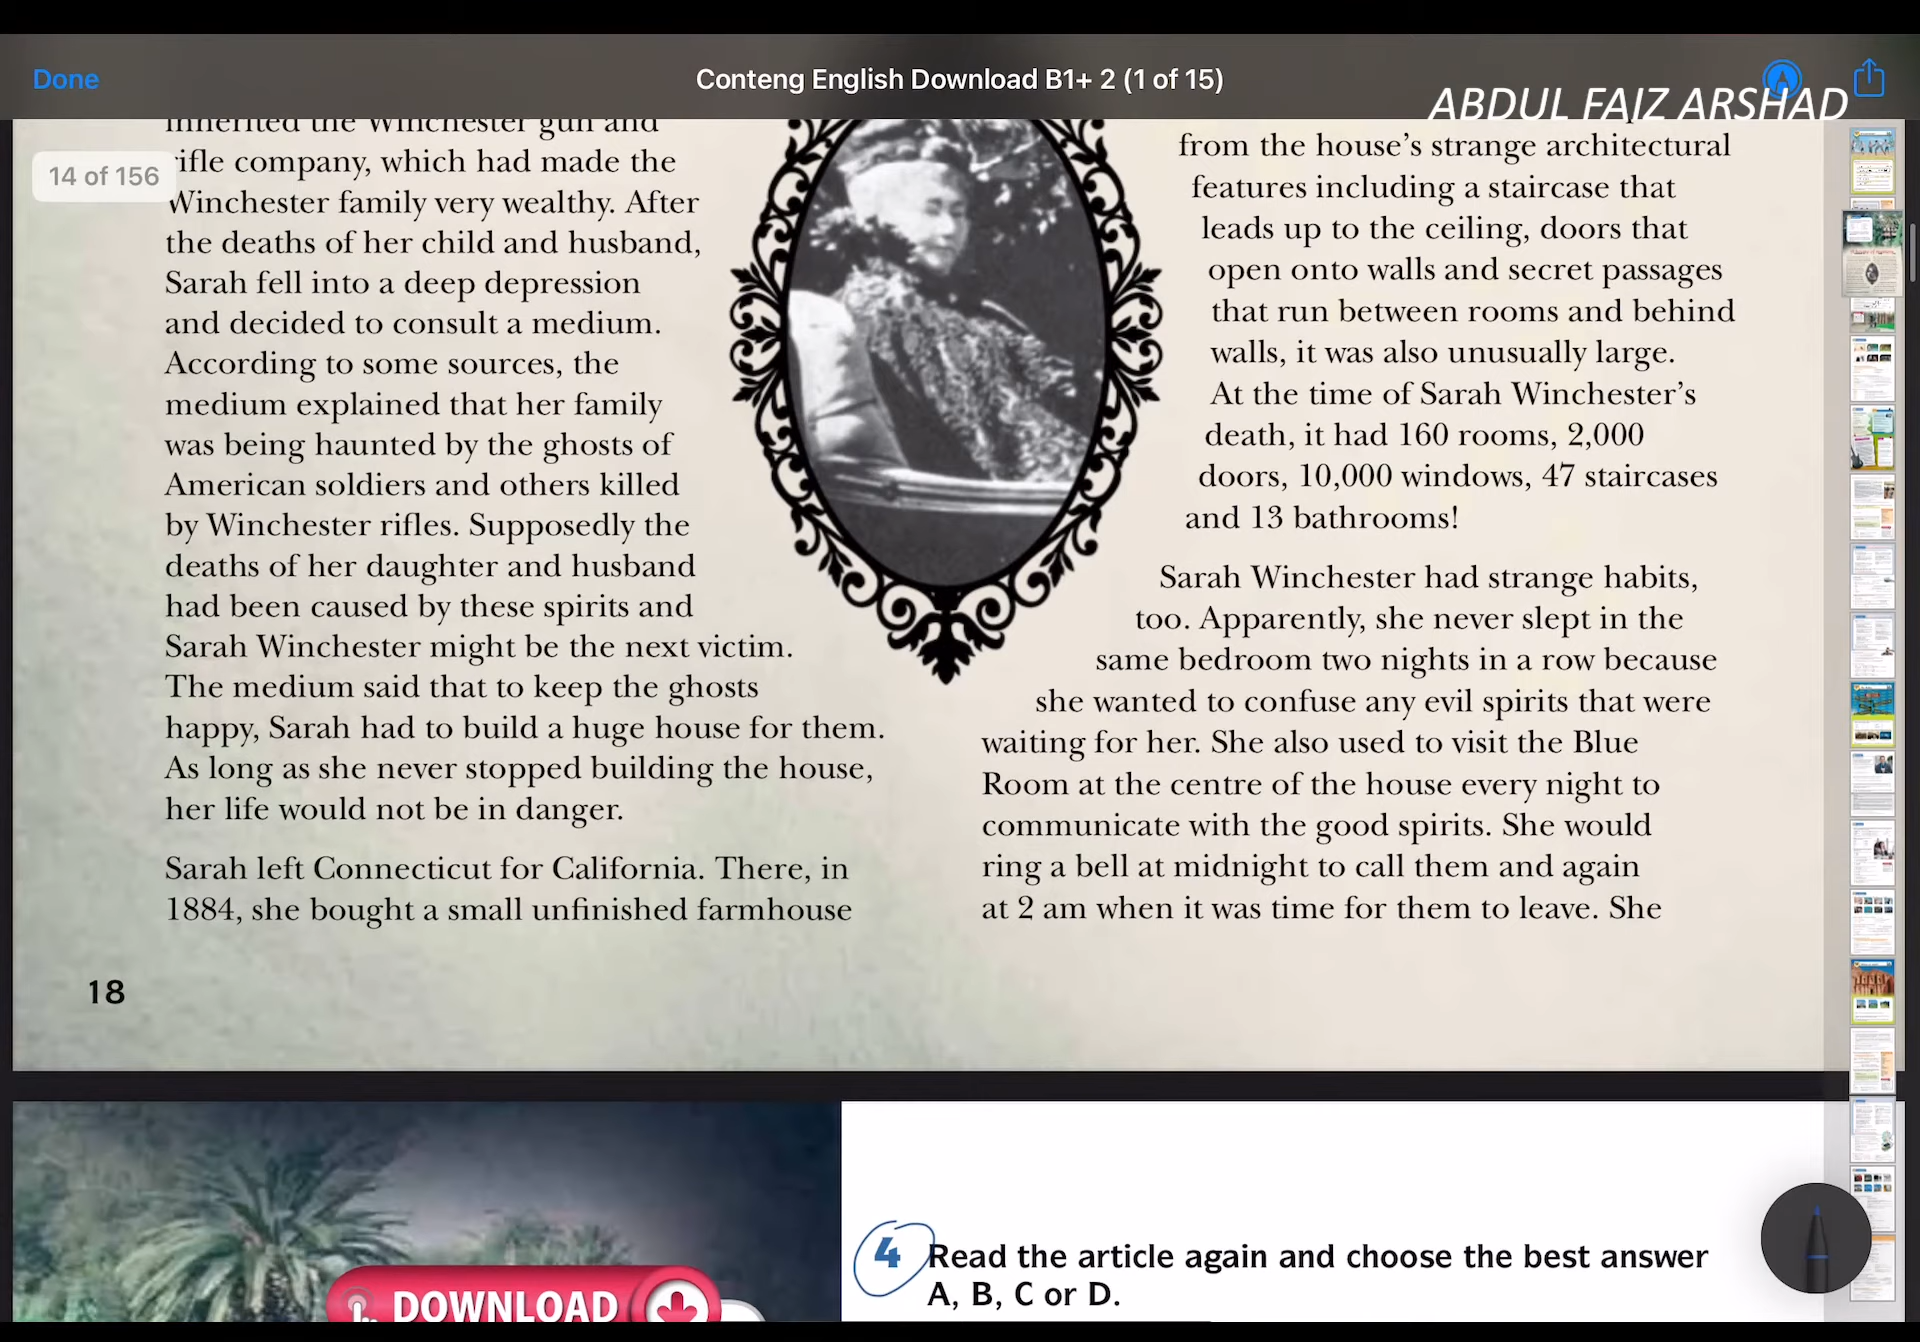 Done
Conteng English Download B1+ 2 (1 of 15)
ABDUL FAIZ ARSHAD
14 of 156
inherited the Winchester gun and
rifle company, which had made the
Winchester family very wealthy. After
the deaths of her child and husband,
Sarah fell into a deep depression
and decided to consult a medium.
According to some sources, the
medium explained that her family
was being haunted by the ghosts of
American soldiers and others killed
by Winchester rifles. Supposedly the
deaths of her daughter and husband
had been caused by these spirits and
Sarah Winchester might be the next victim.
The medium said that to keep the ghosts
happy, Sarah had to build a huge house for them.
As long as she never stopped building the house,
her life would not be in danger.
Sarah left Connecticut for California. There, in
1884, she bought a small unfinished farmhouse
from the house's strange architectural
features including a staircase that
leads up to the ceiling, doors that
open onto walls and secret passages
that run between rooms and behind
walls, it was also unusually large.
At the time of Sarah Winchester's
death, it had 160 rooms, 2,000
doors, 10,000 windows, 47 staircases
and 13 bathrooms!
Sarah Winchester had strange habits,
too. Apparently, she never slept in the
same bedroom two nights in a row because
she wanted to confuse any evil spirits that were
waiting for her. She also used to visit the Blue
Room at the centre of the house every night to
communicate with the good spirits. She would
ring a bell at midnight to call them and again
at 2 am when it was time for them to leave. She
18
DOWNLOAD
4 Read the article again and choose the best answer
A, B, C or D.